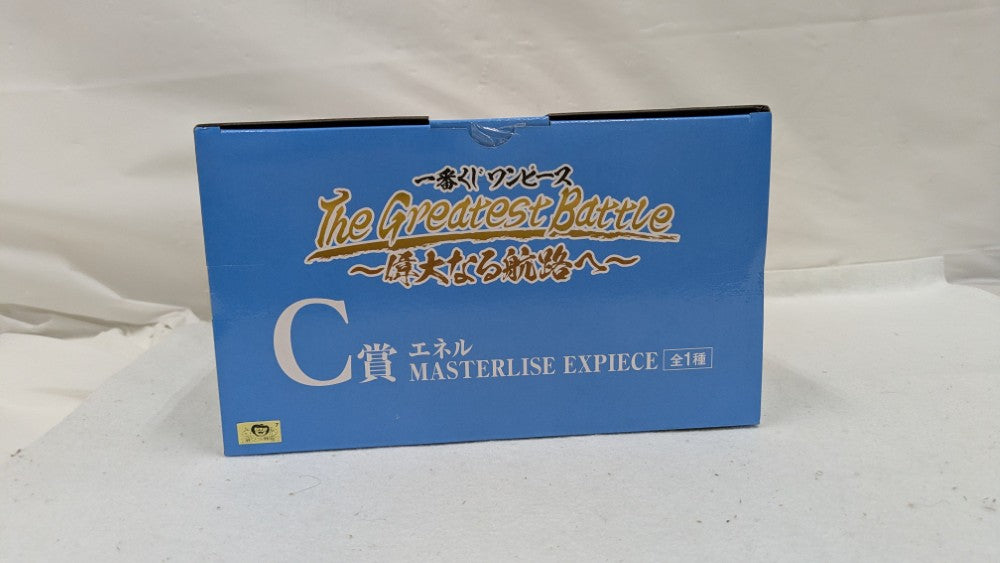 一番くじ ワンピース
The Greatest Battle
～偉大なる航路へ～
C賞
エネル
MASTERLISE EXPIECE 全1種